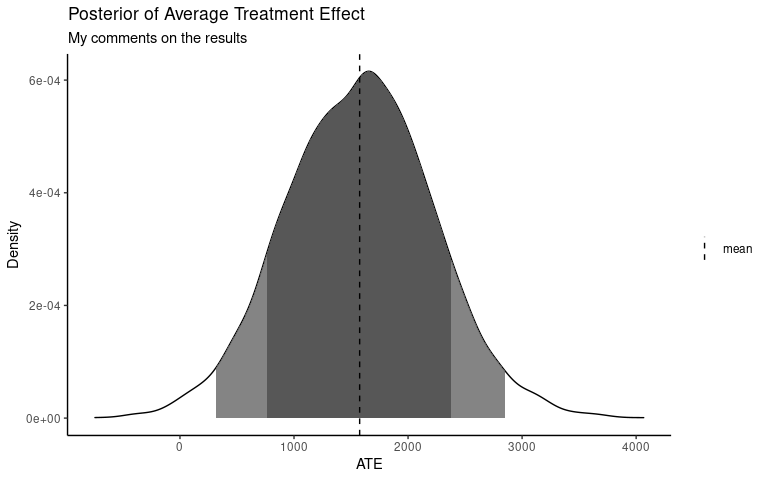 Posterior of Average Treatment Effect
My comments on the results
Density
6e-04
4e-04
2e-04
0e+00
0
1000
2000
3000
4000
ATE
mean